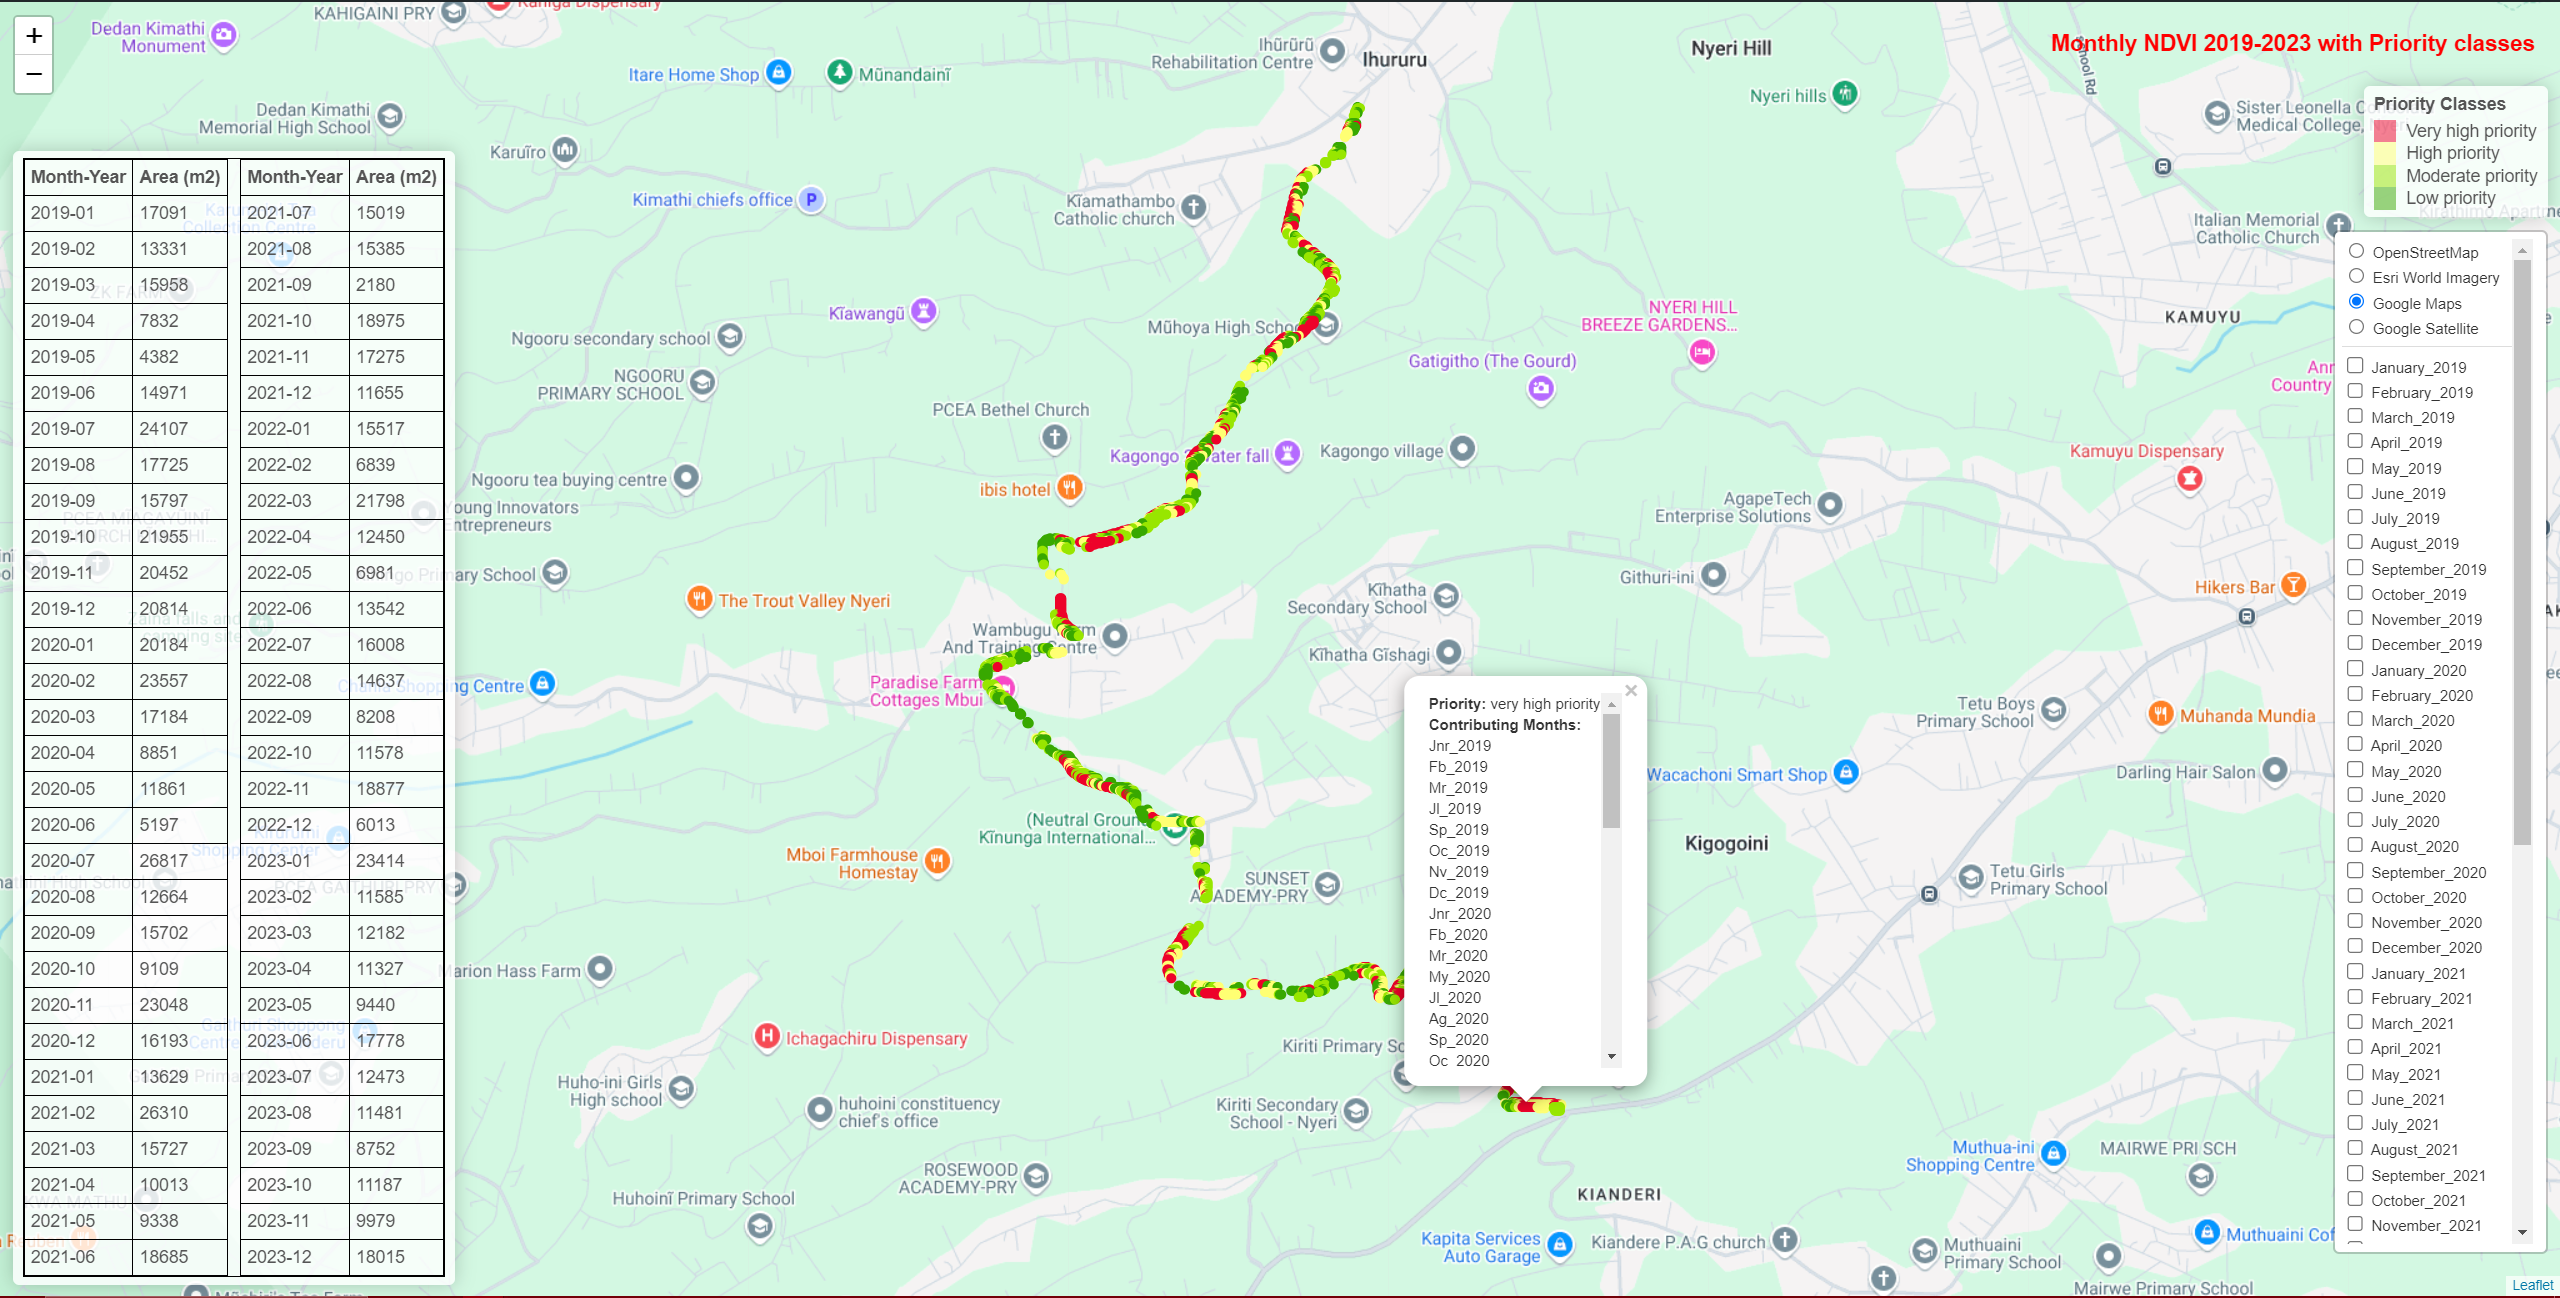 Monthly NDVI 2019-2023 with Priority classes
+
−
Month-Year Area (m2) Month-Year Area (m2)
2019-01 17091 2021-07 15019
2019-02 13331 2021-08 15385
2019-03 15958 2021-09 2180
2019-04 7832 2021-10 18975
2019-05 4382 2021-11 17275
2019-06 14971 2021-12 11655
2019-07 24107 2022-01 15517
2019-08 17725 2022-02 6839
2019-09 15797 2022-03 21798
2019-10 21955 2022-04 12450
2019-11 20452 2022-05 6981
2019-12 20814 2022-06 13542
2020-01 20184 2022-07 16008
2020-02 23557 2022-08 14637
2020-03 17184 2022-09 8208
2020-04 8851 2022-10 11578
2020-05 11861 2022-11 18877
2020-06 5197 2022-12 6013
2020-07 26817 2023-01 23414
2020-08 12664 2023-02 11585
2020-09 15702 2023-03 12182
2020-10 9109 2023-04 11327
2020-11 23048 2023-05 9440
2020-12 16193 2023-06 17778
2021-01 13629 2023-07 12473
2021-02 26310 2023-08 11481
2021-03 15727 2023-09 8752
2021-04 10013 2023-10 11187
2021-05 9338 2023-11 9979
2021-06 18685 2023-12 18015
KAHIGAINI PRY
Kahiga Dispensary
Dedan Kimathi
Monument
Itare Home Shop
Mũnandainĩ
Ihũrũrũ
Rehabilitation Centre
Ihururu
Nyeri Hill
Nyeri hills
School Rd
Dedan Kimathi
Memorial High School
Karuĩro
Kimathi chiefs office
P
Kĩamathambo
Catholic church
Sister Leonella
Medical College,
Italian Memorial
Catholic Church
KAMUYU
Kĩawangũ
Ngooru secondary school
Mũhoya High
NYERI HILL
BREEZE GARDENS...
NGOORU
PRIMARY SCHOOL
Gatigitho (The Gourd)
Country
PCEA Bethel Church
Kagongo
fall
Kagongo village
Kamuyu Dispensary
Ngooru tea buying centre
ibis hotel
Young Innovators
Entrepreneurs
AgapeTech
Enterprise Solutions
Primary School
Githuri-ini
Hikers Bar
The Trout Valley Nyeri
Kĩhatha
Secondary School
Wambugu
And Training Centre
Kĩhatha Gĩshagi
Shopping Centre
Paradise Farm
Cottages Mbui
Tetu Boys
Primary School
Muhanda Mundia
Wacachoni Smart Shop
Darling Hair Salon
(Neutral
Kĩnunga International...
Kigogoini
Mboi Farmhouse
Homestay
SUNSET
ACADEMY-PRY
Tetu Girls
Primary School
PCEA GAITHURI PRY
Marion Hass Farm
H
Ichagachiru Dispensary
Kiriti Primary
Huho-ini Girls
High school
huhoini constituency
chief's office
Kiriti Secondary
School - Nyeri
Muthua-ini
Shopping Centre
MAIRWE PRI SCH
ROSEWOOD
ACADEMY-PRY
Huhoinĩ Primary School
KIANDERI
Kapita Services
Auto Garage
Kiandere P.A.G church
Muthuaini
Primary School
Muthuaini
Mairwe Primary School
Priority: very high priority
Contributing Months:
Jnr_2019
Fb_2019
Mr_2019
Jl_2019
Sp_2019
Oc_2019
Nv_2019
Dc_2019
Jnr_2020
Fb_2020
Mr_2020
My_2020
Jl_2020
Ag_2020
Sp_2020
Oc_2020
×
Priority Classes
Very high priority
High priority
Moderate priority
Low priority
OpenStreetMap
Esri World Imagery
Google Maps
Google Satellite
January_2019
February_2019
March_2019
April_2019
May_2019
June_2019
July_2019
August_2019
September_2019
October_2019
November_2019
December_2019
January_2020
February_2020
March_2020
April_2020
May_2020
June_2020
July_2020
August_2020
September_2020
October_2020
November_2020
December_2020
January_2021
February_2021
March_2021
April_2021
May_2021
June_2021
July_2021
August_2021
September_2021
October_2021
November_2021
Leaflet